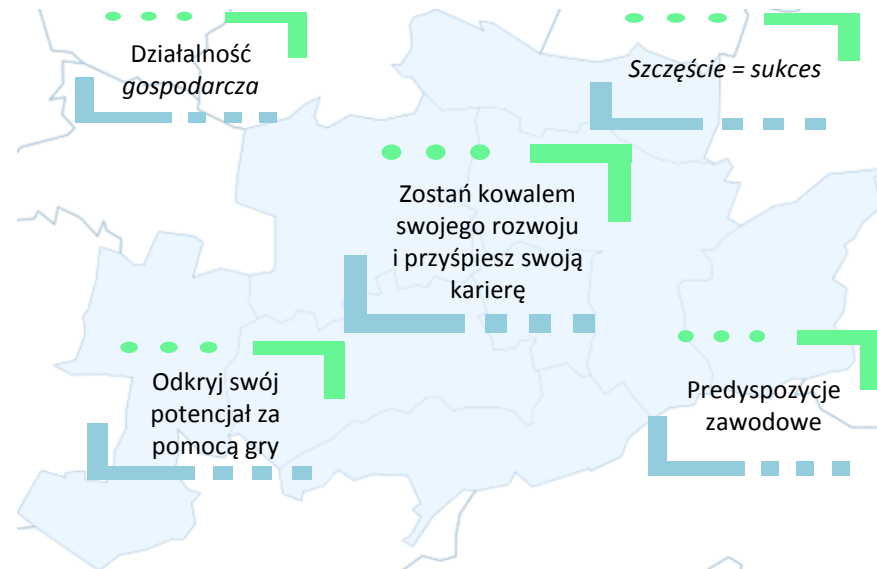 Działalność
gospodarcza
Szczęście = sukces
Zostań kowalem
swojego rozwoju
i przyśpiesz swoją
karierę
Odkryj swój
potencjał za
pomocą gry
Predyspozycje
zawodowe